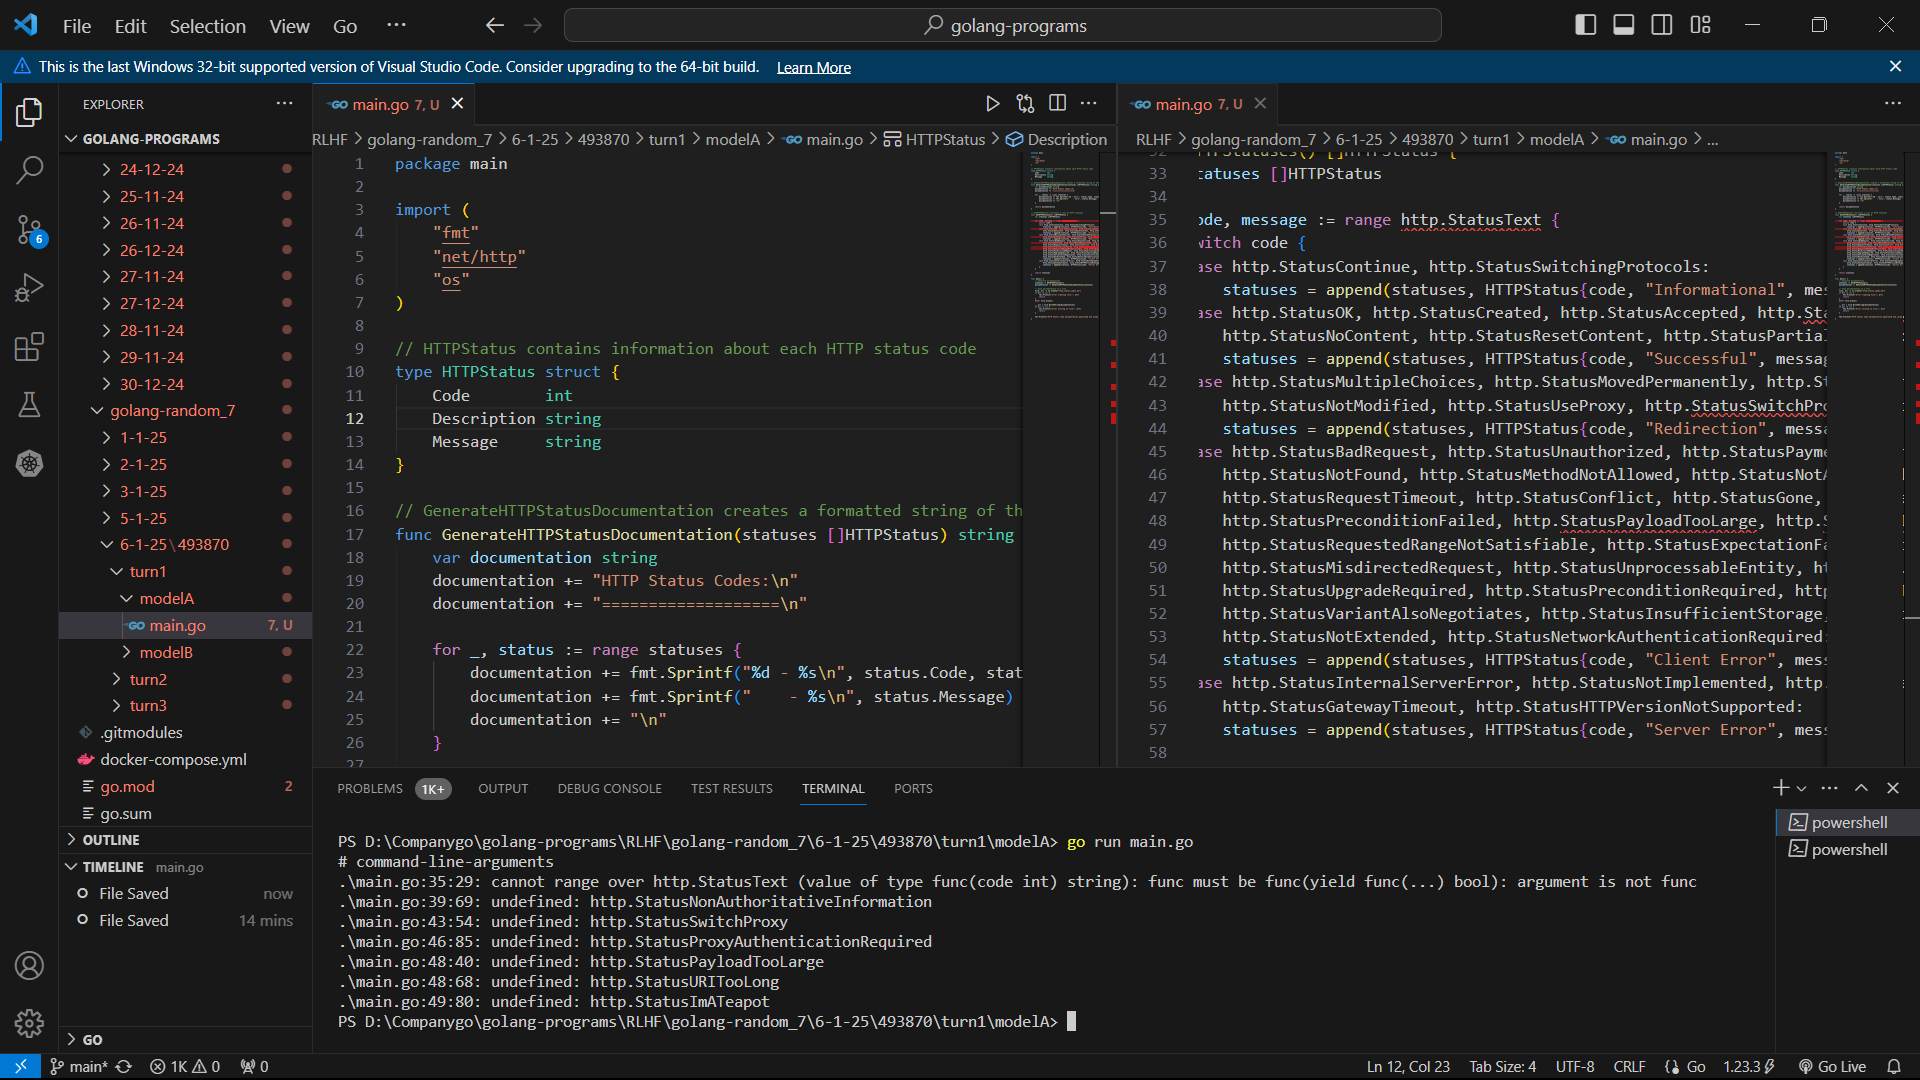 File Edit Selection View Go ···
golang-programs
This is the last Windows 32-bit supported version of Visual Studio Code. Consider upgrading to the 64-bit build. Learn More
EXPLORER
GOLANG-PROGRAMS
24-12-24
25-11-24
26-11-24
26-12-24
27-11-24
27-12-24
28-11-24
29-11-24
30-12-24
golang-random_7
1-1-25
2-1-25
3-1-25
5-1-25
6-1-25\493870
turn1
modelA
main.go 7, U
modelB
turn2
turn3
.gitmodules
docker-compose.yml
go.mod 2
go.sum
OUTLINE
TIMELINE main.go
File Saved now
File Saved 14 mins
GO
6
main.go 7, U
RLHF > golang-random_7 > 6-1-25 > 493870 > turn1 > modelA > main.go > HTTPStatus > Description
1 package main
2
3 import (
4 "fmt"
5 "net/http"
6 "os"
7 )
8
9 // HTTPStatus contains information about each HTTP status code
10 type HTTPStatus struct {
11 Code int
12 Description string
13 Message string
14 }
15
16 // GenerateHTTPStatusDocumentation creates a formatted string of th
17 func GenerateHTTPStatusDocumentation(statuses []HTTPStatus) string
18 var documentation string
19 documentation += "HTTP Status Codes:\n"
20 documentation += "===================\n"
21
22 for _, status := range statuses {
23 documentation += fmt.Sprintf("%d - %s\n", status.Code, stat
24 documentation += fmt.Sprintf("    - %s\n", status.Message)
25 documentation += "\n"
26 }
27
main.go 7, U
RLHF > golang-random_7 > 6-1-25 > 493870 > turn1 > modelA > main.go > ...
33 tatuses []HTTPStatus
34
35 ode, message := range http.StatusText {
36 witch code {
37 ase http.StatusContinue, http.StatusSwitchingProtocols:
38 statuses = append(statuses, HTTPStatus{code, "Informational", mes
39 ase http.StatusOK, http.StatusCreated, http.StatusAccepted, http.Sta
40 http.StatusNoContent, http.StatusResetContent, http.StatusPartial
41 statuses = append(statuses, HTTPStatus{code, "Successful", messag
42 ase http.StatusMultipleChoices, http.StatusMovedPermanently, http.St
43 http.StatusNotModified, http.StatusUseProxy, http.StatusSwitchPro
44 statuses = append(statuses, HTTPStatus{code, "Redirection", messa
45 ase http.StatusBadRequest, http.StatusUnauthorized, http.StatusPayme
46 http.StatusNotFound, http.StatusMethodNotAllowed, http.StatusNotA
47 http.StatusRequestTimeout, http.StatusConflict, http.StatusGone,
48 http.StatusPreconditionFailed, http.StatusPayloadTooLarge, http.S
49 http.StatusRequestedRangeNotSatisfiable, http.StatusExpectationFa
50 http.StatusMisdirectedRequest, http.StatusUnprocessableEntity, ht
51 http.StatusUpgradeRequired, http.StatusPreconditionRequired, http
52 http.StatusVariantAlsoNegotiates, http.StatusInsufficientStorage,
53 http.StatusNotExtended, http.StatusNetworkAuthenticationRequired:
54 statuses = append(statuses, HTTPStatus{code, "Client Error", mess
55 ase http.StatusInternalServerError, http.StatusNotImplemented, http.
56 http.StatusGatewayTimeout, http.StatusHTTPVersionNotSupported:
57 statuses = append(statuses, HTTPStatus{code, "Server Error", mess
58
PROBLEMS 1K+ OUTPUT DEBUG CONSOLE TEST RESULTS TERMINAL PORTS
PS D:\Companygo\golang-programs\RLHF\golang-random_7\6-1-25\493870\turn1\modelA> go run main.go
# command-line-arguments
.\main.go:35:29: cannot range over http.StatusText (value of type func(code int) string): func must be func(yield func(...) bool): argument is not func
.\main.go:39:69: undefined: http.StatusNonAuthoritativeInformation
.\main.go:43:54: undefined: http.StatusSwitchProxy
.\main.go:46:85: undefined: http.StatusProxyAuthenticationRequired
.\main.go:48:40: undefined: http.StatusPayloadTooLarge
.\main.go:48:68: undefined: http.StatusURITooLong
.\main.go:49:80: undefined: http.StatusImATeapot
PS D:\Companygo\golang-programs\RLHF\golang-random_7\6-1-25\493870\turn1\modelA>
powershell
powershell
main* 1K 0 0 Ln 12, Col 23 Tab Size: 4 UTF-8 CRLF Go 1.23.3 Go Live